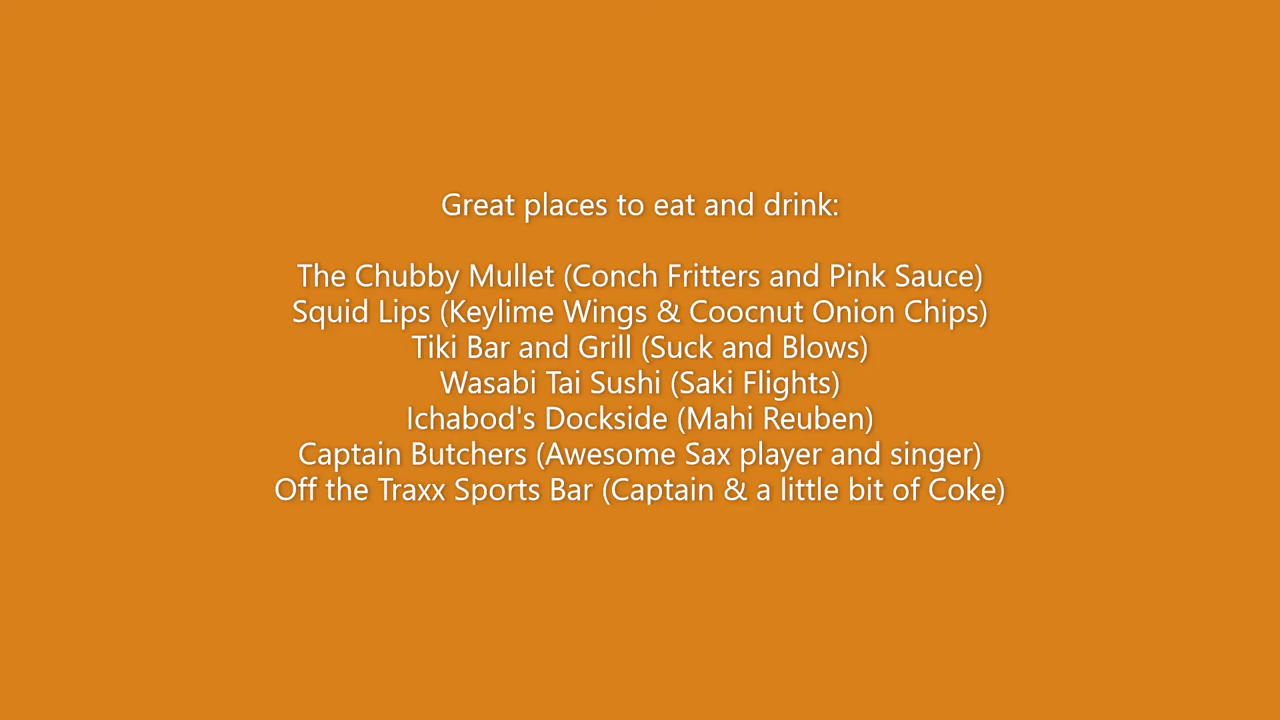 Great places to eat and drink:
The Chubby Mullet (Conch Fritters and Pink Sauce)
Squid Lips (Keylime Wings & Coocnut Onion Chips)
Tiki Bar and Grill (Suck and Blows)
Wasabi Tai Sushi (Saki Flights)
Ichabod's Dockside (Mahi Reuben)
Captain Butchers (Awesome Sax player and singer)
Off the Traxx Sports Bar (Captain & a little bit of Coke)